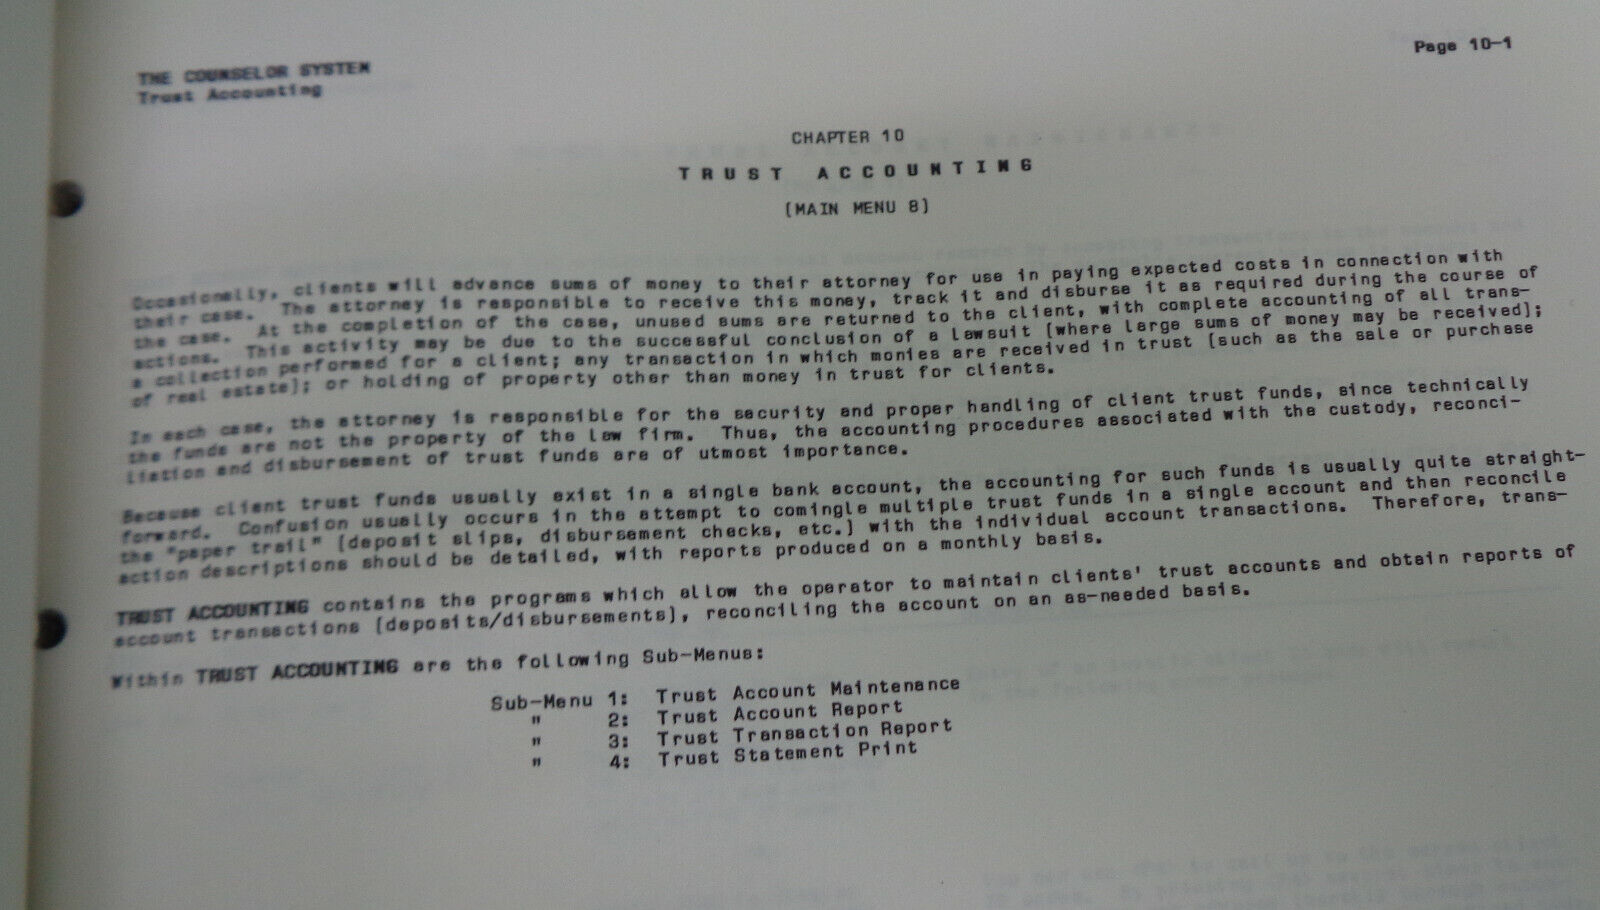 THE COUNSELOR SYSTEM
Trust Accounting
Page 10-1
CHAPTER 10
TRUST ACCOUNTING
(MAIN MENU 8)
Occasionally, clients will advance sums of money to their attorney for use in paying expected costs in connection with
their case. The attorney is responsible to receive this money, track it and disburse it as required during the course of
the case. At the completion of the case, unused sums are returned to the client, with complete accounting of all trans-
actions. This activity may be due to the successful conclusion of a lawsuit (where large sums of money may be received);
a collection performed for a client; any transaction in which monies are received in trust (such as the sale or purchase
of real estate); or holding of property other than money in trust for clients.
In each case, the attorney is responsible for the security and proper handling of client trust funds, since technically
the funds are not the property of the law firm. Thus, the accounting procedures associated with the custody, reconci-
liation and disbursement of trust funds are of utmost importance.
Because client trust funds usually exist in a single bank account, the accounting for such funds is usually quite straight-
forward. Confusion usually occurs in the attempt to comingle multiple trust funds in a single account and then reconcile
the "paper trail" (deposit slips, disbursement checks, etc.) with the individual account transactions. Therefore, trans-
action descriptions should be detailed, with reports produced on a monthly basis.
TRUST ACCOUNTING contains the programs which allow the operator to maintain clients' trust accounts and obtain reports of
account transactions (deposits/disbursements), reconciling the account on an as-needed basis.
Within TRUST ACCOUNTING are the following Sub-Menus:
Sub-Menu 1: Trust Account Maintenance
" 2: Trust Account Report
" 3: Trust Transaction Report
" 4: Trust Statement Print